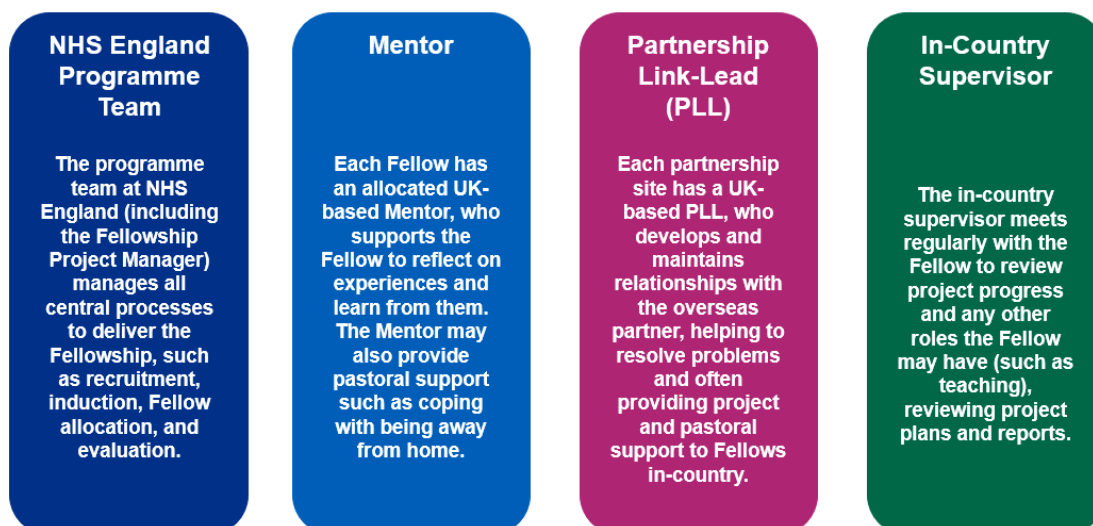 NHS England
Programme
Team
The programme
team at NHS
England (including
the Fellowship
Project Manager)
manages all
central processes
to deliver the
Fellowship, such
as recruitment,
induction, Fellow
allocation, and
evaluation.
Mentor
Each Fellow has
an allocated UK-
based Mentor, who
supports the
Fellow to reflect on
experiences and
learn from them.
The Mentor may
also provide
pastoral support
such as coping
with being away
from home.
Partnership
Link-Lead
(PLL)
Each partnership
site has a UK-
based PLL, who
develops and
maintains
relationships with
the overseas
partner, helping to
resolve problems
and often
providing project
and pastoral
support to Fellows
in-country.
In-Country
Supervisor
The in-country
supervisor meets
regularly with the
Fellow to review
project progress
and any other
roles the Fellow
may have (such as
teaching),
reviewing project
plans and reports.